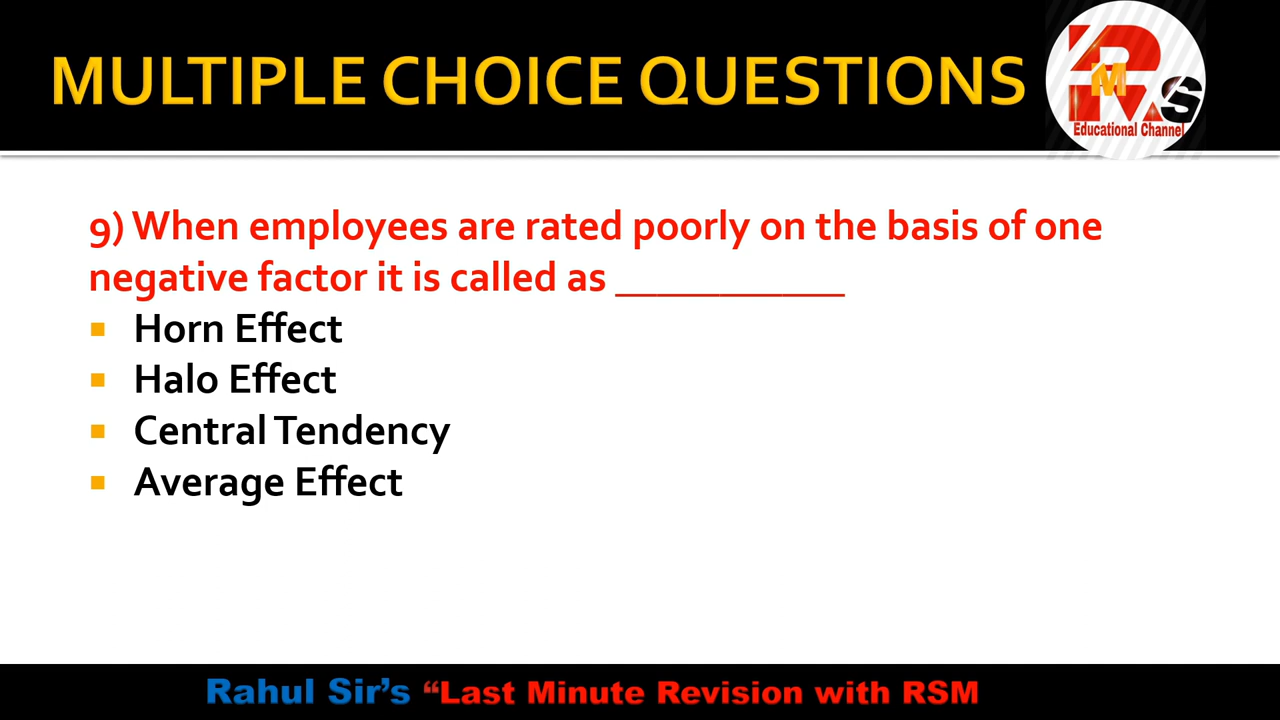 MULTIPLE CHOICE QUESTIONS
RMS
Educational Channel
9) When employees are rated poorly on the basis of one
negative factor it is called as ___________
Horn Effect
Halo Effect
Central Tendency
Average Effect
Rahul Sir's "Last Minute Revision with RSM